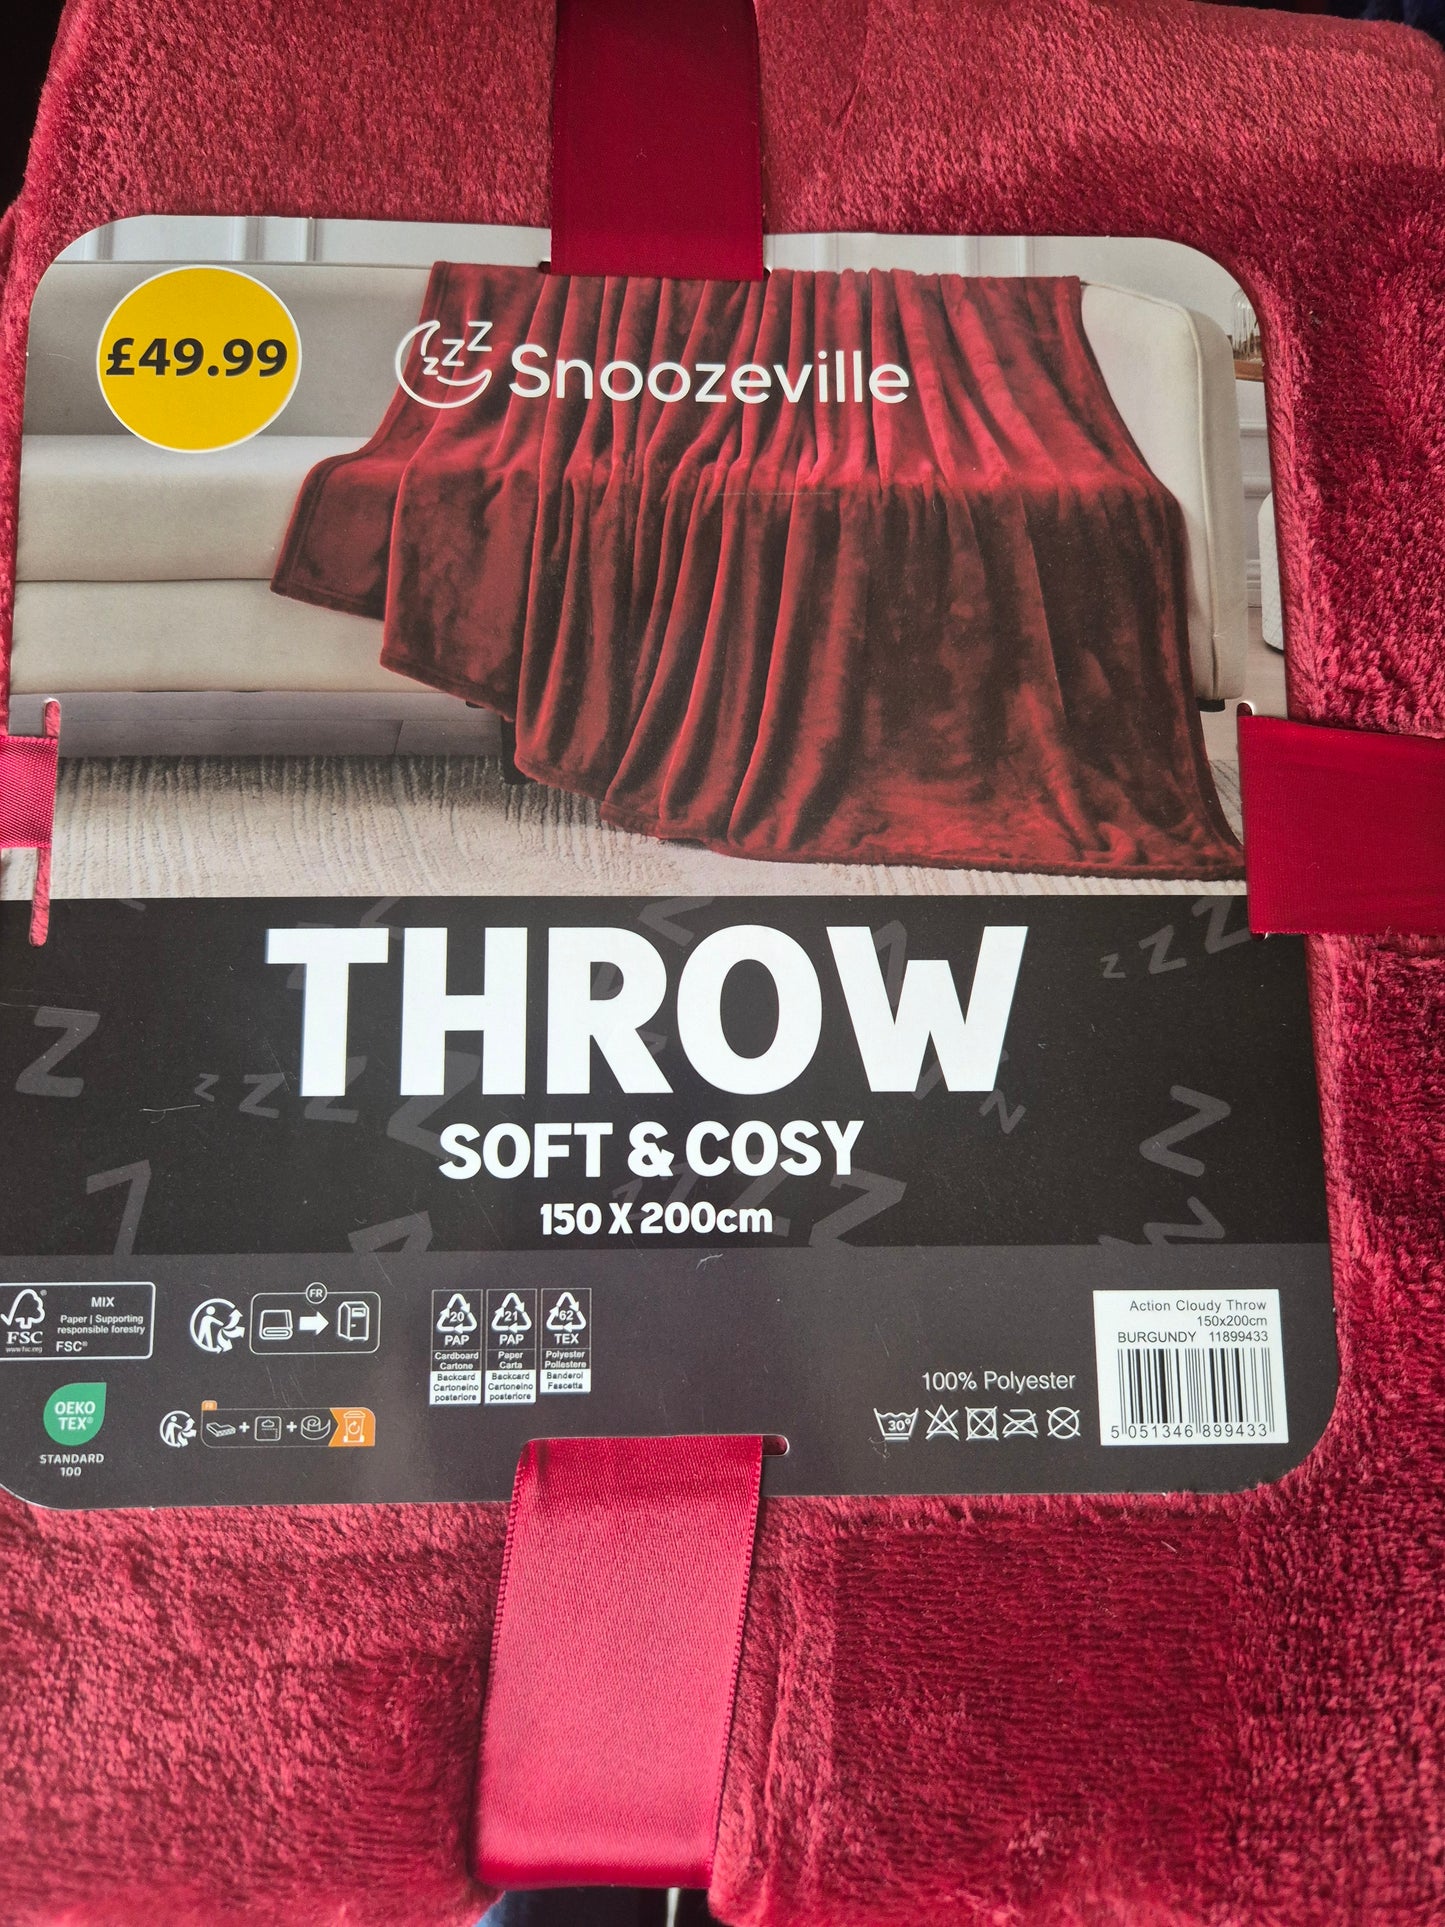 £49.99
zzZ Snoozeville
THROW
SOFT & COSY
150 X 200cm
FSC®
www.fsc.org
MIX
Paper | Supporting
responsible forestry
FSC®
FR
20
PAP
Cardboard
Cartone
Backcard
Cartoncino
posteriore
21
PAP
Paper
Carta
Backcard
Cartoncino
posteriore
62
TEX
Polyester
Poliestere
Banderol
Fascetta
OEKO
TEX®
STANDARD
100
100% Polyester
30°
Action Cloudy Throw
150x200cm
BURGUNDY 11899433
5 051346 899433